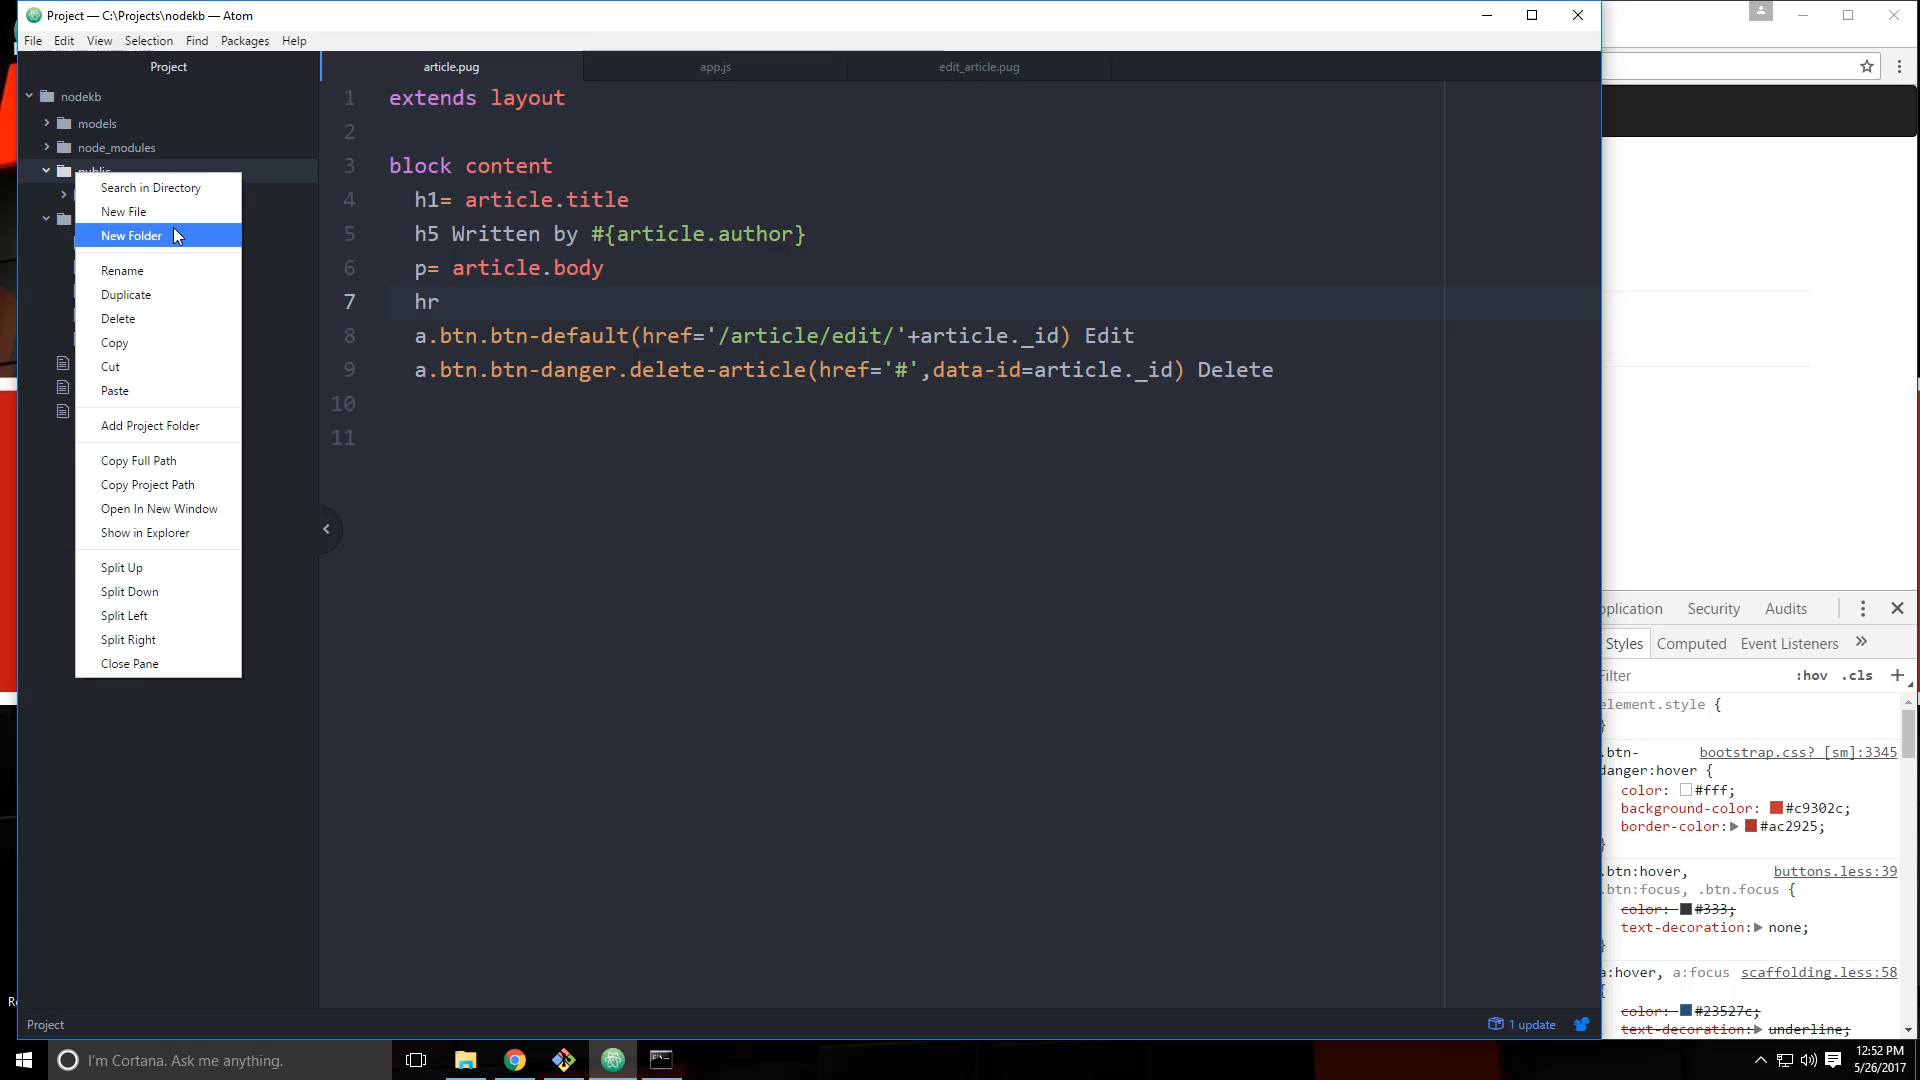 Project — C:\Projects\nodekb — Atom
File Edit View Selection Find Packages Help
Project
article.pug
app.js
edit_article.pug
nodekb
models
node_modules
public
Search in Directory
New File
New Folder
Rename
Duplicate
Delete
Copy
Cut
Paste
Add Project Folder
Copy Full Path
Copy Project Path
Open In New Window
Show in Explorer
Split Up
Split Down
Split Left
Split Right
Close Pane
1 extends layout
2
3 block content
4 h1= article.title
5 h5 Written by #{article.author}
6 p= article.body
7 hr
8 a.btn.btn-default(href='/article/edit/'+article._id) Edit
9 a.btn.btn-danger.delete-article(href='#',data-id=article._id) Delete
10
11
Project
1 update
pplication Security Audits
Styles Computed Event Listeners »
Filter :hov .cls +
element.style {
}
.btn- bootstrap.css? [sm]:3345
danger:hover {
color: #fff;
background-color: #c9302c;
border-color: #ac2925;
}
.btn:hover, buttons.less:39
.btn:focus, .btn.focus {
color: #333;
text-decoration: none;
}
a:hover, a:focus scaffolding.less:58
{
color: #23527c;
text-decoration: underline;
I'm Cortana. Ask me anything.
12:52 PM
5/26/2017